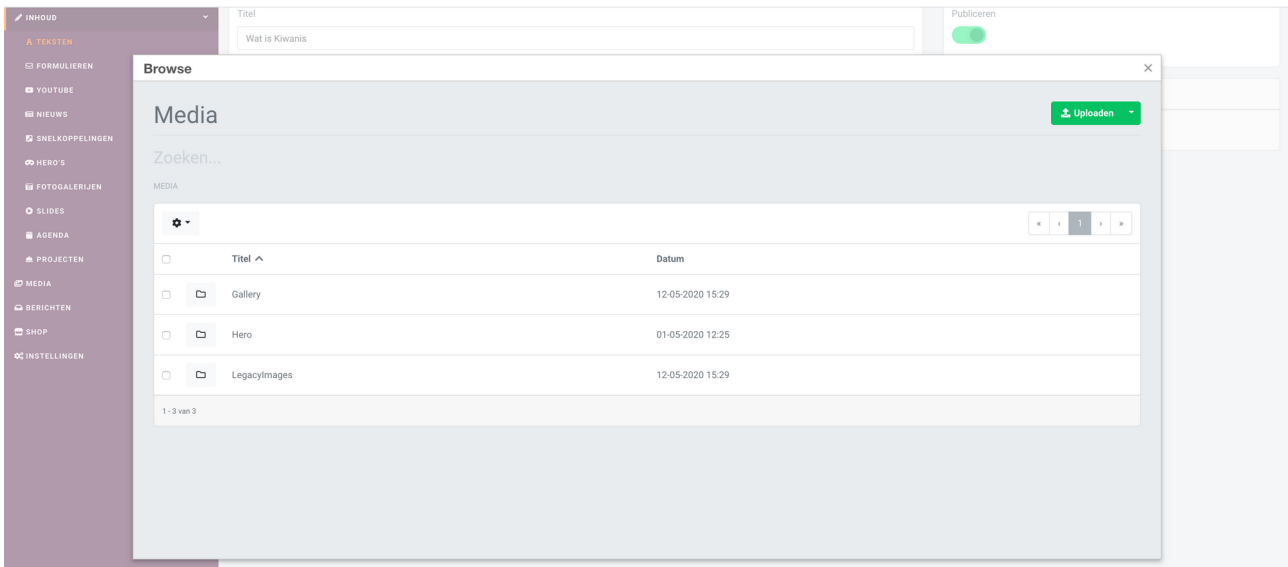 INHOUD
TEKSTEN
FORMULIEREN
YOUTUBE
NIEUWS
SNELKOPPELINGEN
HERO'S
FOTOGALERIJEN
SLIDES
AGENDA
PROJECTEN
MEDIA
BERICHTEN
SHOP
INSTELLINGEN
Titel
Wat is Kiwanis
Publiceren
Browse ×
Media
Uploaden
Zoeken...
MEDIA
« ‹ 1 › »
Titel Datum
Gallery 12-05-2020 15:29
Hero 01-05-2020 12:25
LegacyImages 12-05-2020 15:29
1 - 3 van 3